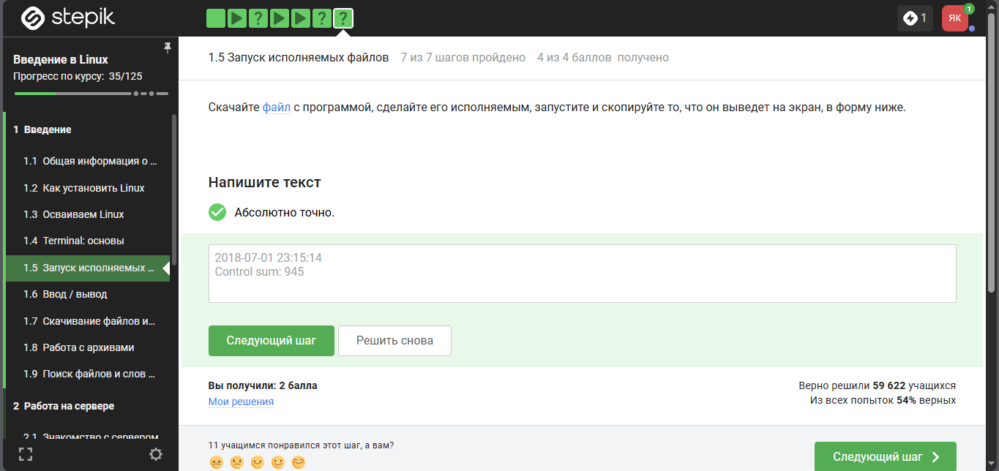 stepik
? ? ?
1
ЯК
1
Введение в Linux
Прогресс по курсу: 35/125
1 Введение
1.1 Общая информация о ...
1.2 Как установить Linux
1.3 Осваиваем Linux
1.4 Terminal: основы
1.5 Запуск исполняемых ...
1.6 Ввод / вывод
1.7 Скачивание файлов и...
1.8 Работа с архивами
1.9 Поиск файлов и слов ...
2 Работа на сервере
2.1 Знакомство с сервером
1.5 Запуск исполняемых файлов 7 из 7 шагов пройдено 4 из 4 баллов получено
Скачайте файл с программой, сделайте его исполняемым, запустите и скопируйте то, что он выведет на экран, в форму ниже.
Напишите текст
Абсолютно точно.
2018-07-01 23:15:14
Control sum: 945
Следующий шаг
Решить снова
Вы получили: 2 балла
Мои решения
Верно решили 59 622 учащихся
Из всех попыток 54% верных
11 учащимся понравился этот шаг, а вам?
Следующий шаг